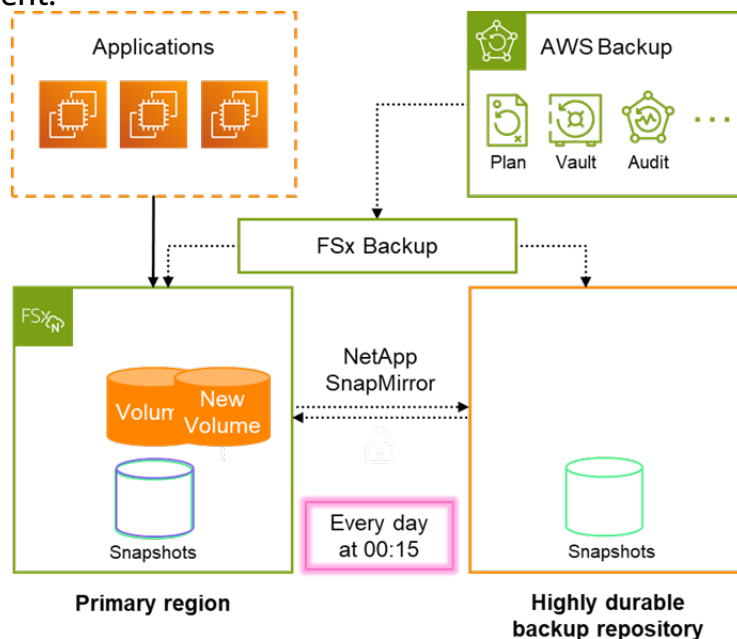 ent.
Applications
AWS Backup
Plan
Vault
Audit
FSx Backup
FSx
N
NetApp
SnapMirror
Volum
New
Volume
Every day
at 00:15
Snapshots
Snapshots
Primary region
Highly durable
backup repository